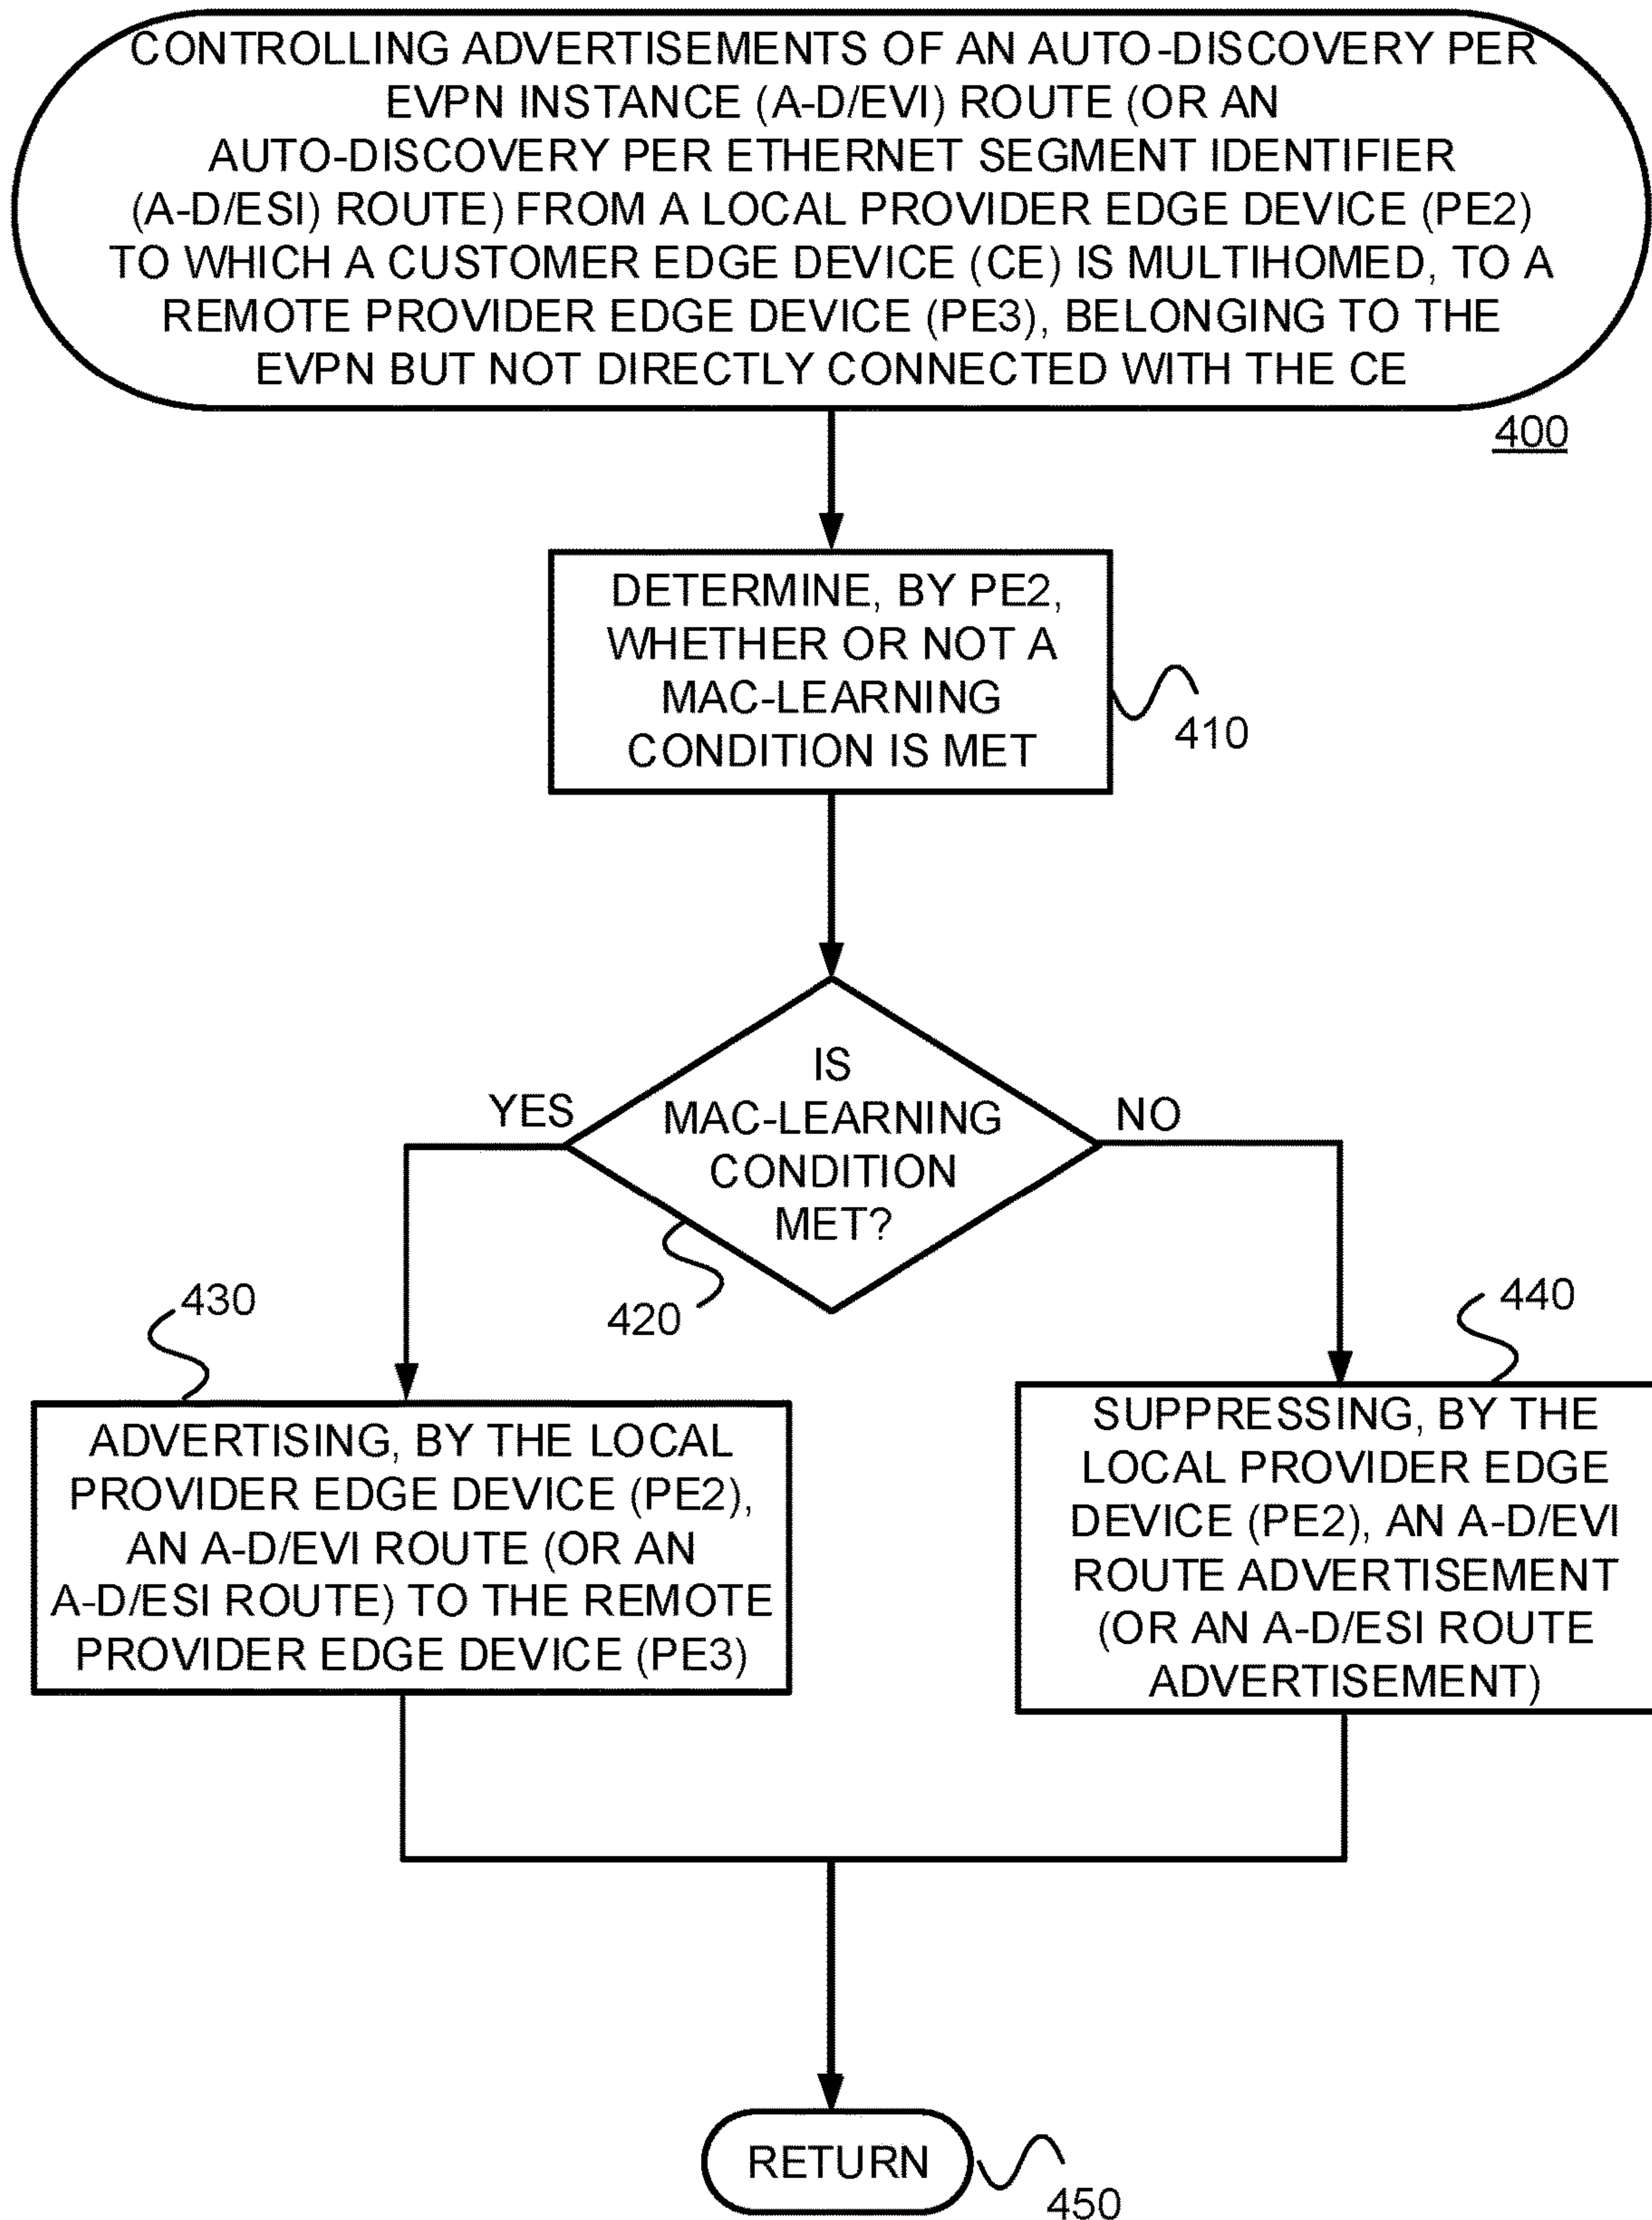 CONTROLLING ADVERTISEMENTS OF AN AUTO-DISCOVERY PER
EVPN INSTANCE (A-D/EVI) ROUTE (OR AN
AUTO-DISCOVERY PER ETHERNET SEGMENT IDENTIFIER
(A-D/ESI) ROUTE) FROM A LOCAL PROVIDER EDGE DEVICE (PE2)
TO WHICH A CUSTOMER EDGE DEVICE (CE) IS MULTIHOMED, TO A
REMOTE PROVIDER EDGE DEVICE (PE3), BELONGING TO THE
EVPN BUT NOT DIRECTLY CONNECTED WITH THE CE
400
DETERMINE, BY PE2,
WHETHER OR NOT A
MAC-LEARNING
CONDITION IS MET
410
IS
MAC-LEARNING
CONDITION
MET?
YES
NO
420
430
ADVERTISING, BY THE LOCAL
PROVIDER EDGE DEVICE (PE2),
AN A-D/EVI ROUTE (OR AN
A-D/ESI ROUTE) TO THE REMOTE
PROVIDER EDGE DEVICE (PE3)
440
SUPPRESSING, BY THE
LOCAL PROVIDER EDGE
DEVICE (PE2), AN A-D/EVI
ROUTE ADVERTISEMENT
(OR AN A-D/ESI ROUTE
ADVERTISEMENT)
RETURN
450